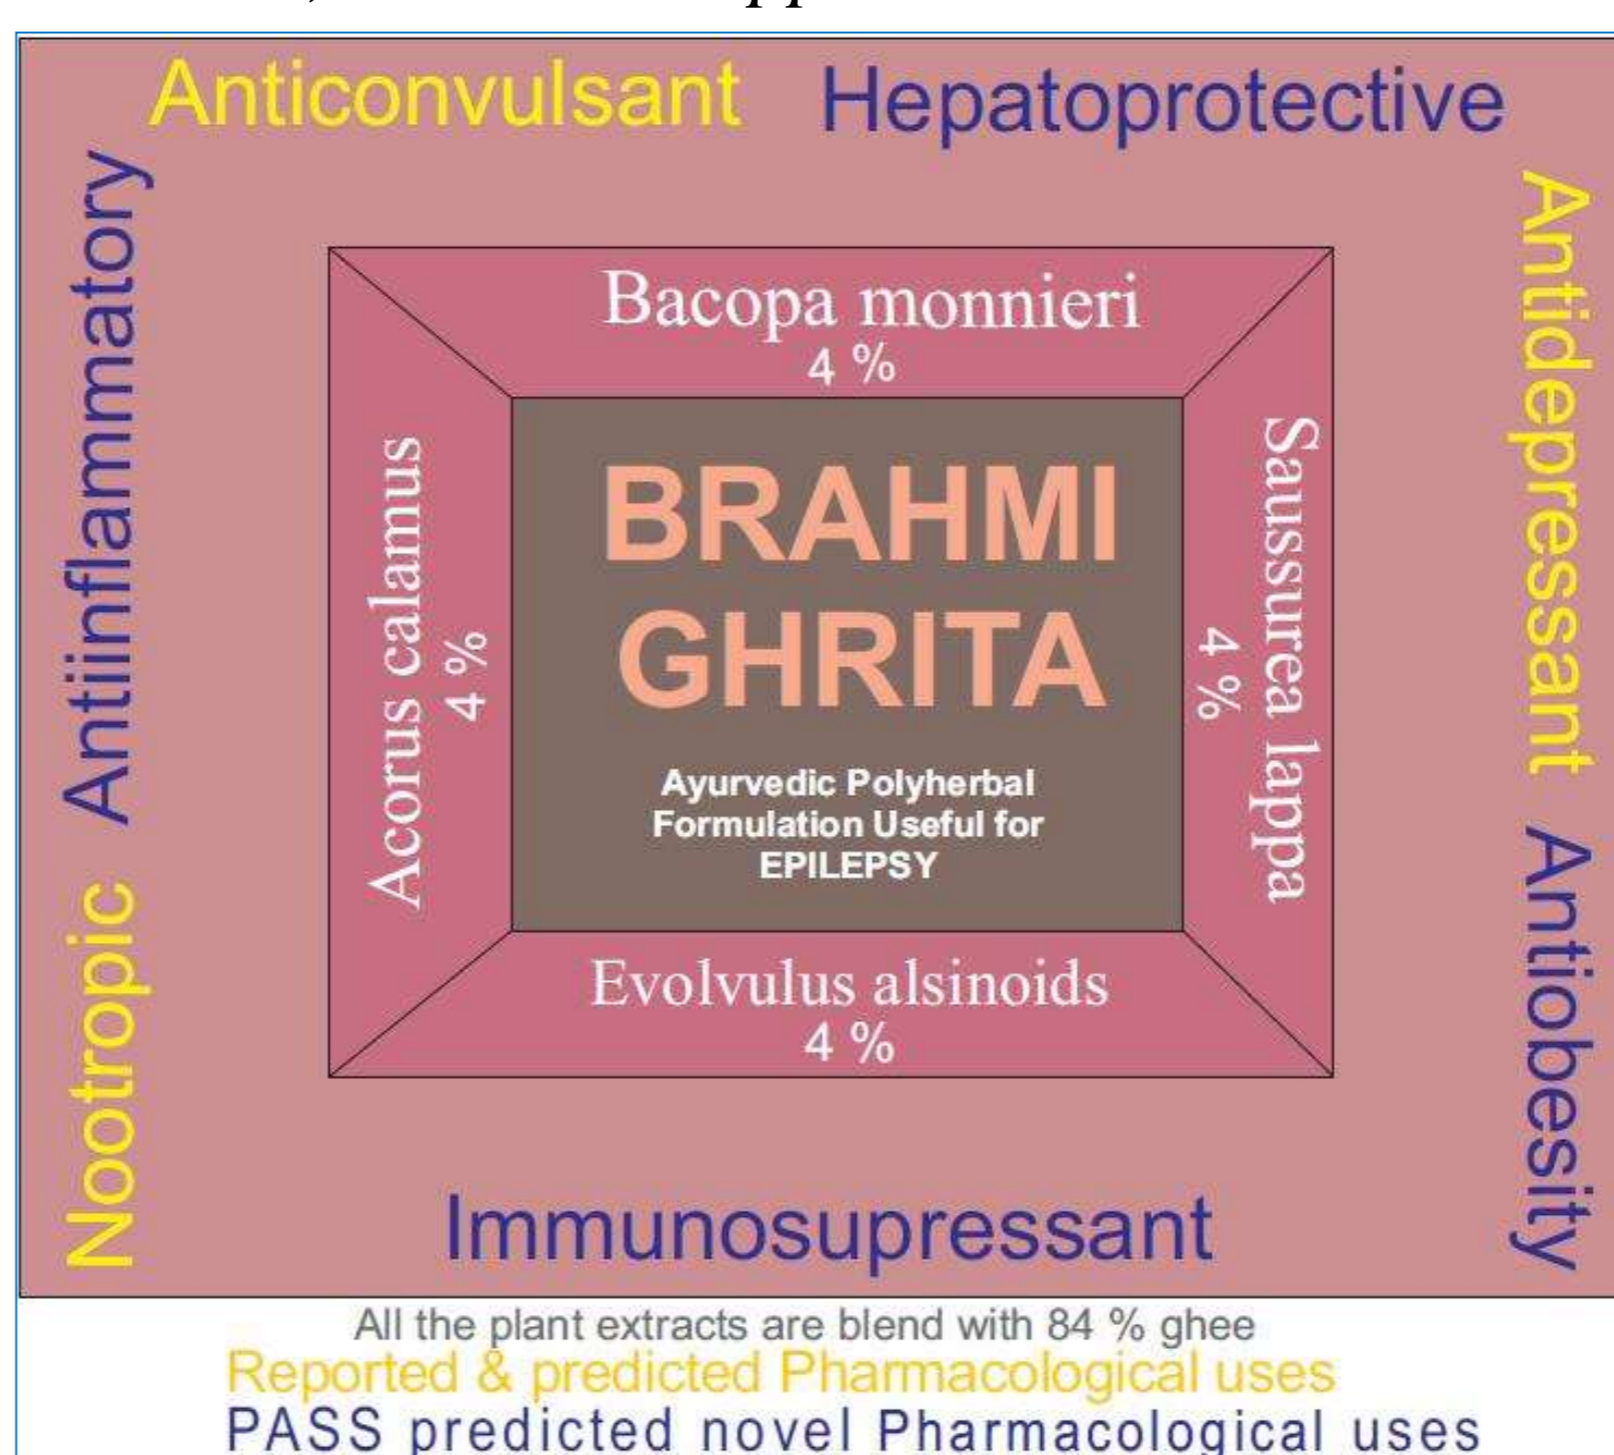 Anticonvulsant Hepatoprotective
Antiinflammatory
Nootropic
Bacopa monnieri
4 %
Acorus calamus
4 %
BRAHMI
GHRITA
Ayurvedic Polyherbal
Formulation Useful for
EPILEPSY
Saussurea lappa
4 %
Evolvulus alsinoids
4 %
Antidepressant
Antiobesity
Immunosupressant
All the plant extracts are blend with 84 % ghee
Reported & predicted Pharmacological uses
PASS predicted novel Pharmacological uses